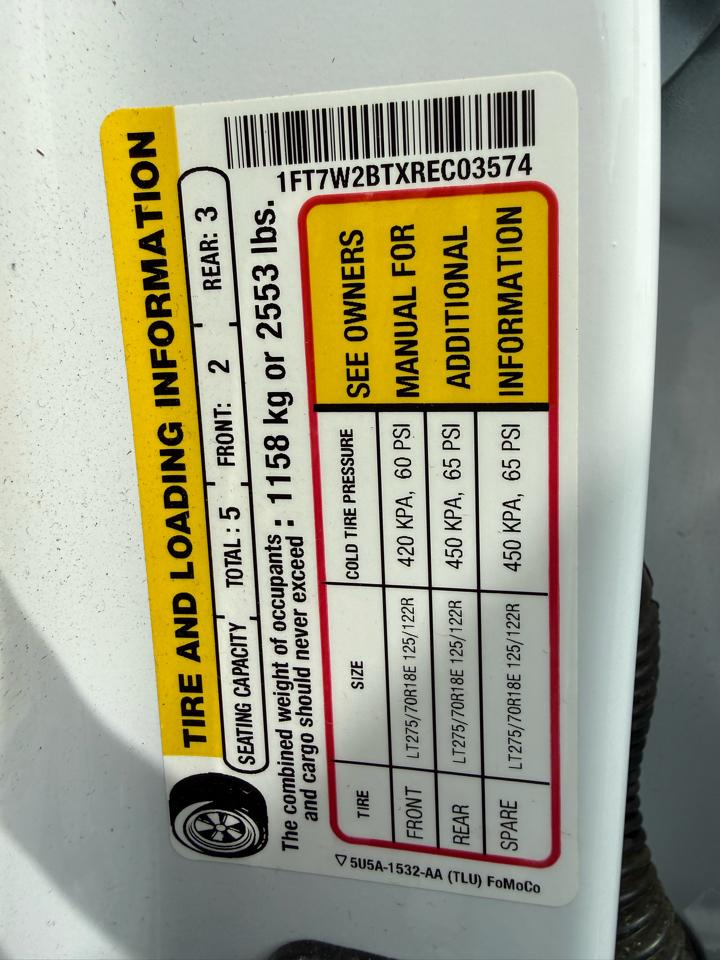 TIRE AND LOADING INFORMATION
SEATING CAPACITY TOTAL : 5 FRONT: 2 REAR: 3
The combined weight of occupants and cargo should never exceed : 1158 kg or 2553 lbs.
TIRE SIZE COLD TIRE PRESSURE
FRONT LT275/70R18E 125/122R 420 KPA, 60 PSI
REAR LT275/70R18E 125/122R 450 KPA, 65 PSI
SPARE LT275/70R18E 125/122R 450 KPA, 65 PSI
SEE OWNERS
MANUAL FOR
ADDITIONAL
INFORMATION
5U5A-1532-AA (TLU) FoMoCo
1FT7W2BTXREC03574